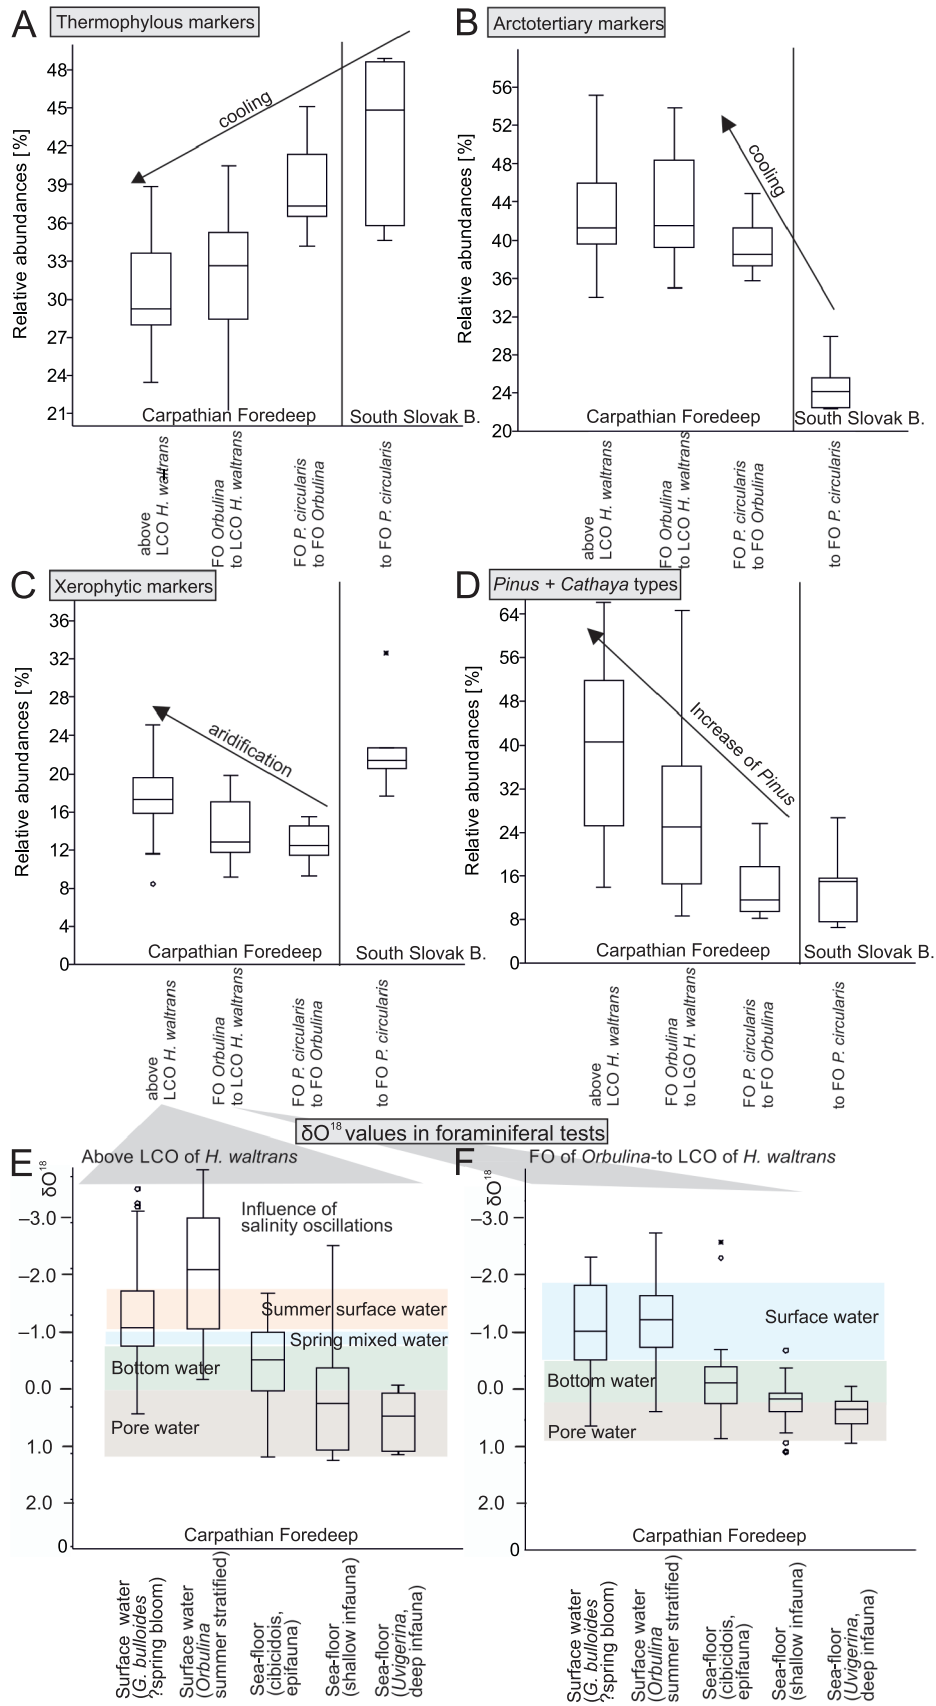 A
Thermophylous markers
Relative abundances [%]
48
45
42
39
36
33
30
27
24
21
cooling
Carpathian Foredeep
South Slovak B.
above
LCO H. waltrans
FO Orbulina
to LCO H. waltrans
FO P. circularis
to FO Orbulina
to FO P. circularis
B
Arctotertiary markers
Relative abundances [%]
56
52
48
44
40
36
32
28
24
20
cooling
Carpathian Foredeep
South Slovak B.
above
LCO H. waltrans
FO Orbulina
to LCO H. waltrans
FO P. circularis
to FO Orbulina
to FO P. circularis
C
Xerophytic markers
Relative abundances [%]
36
32
28
24
20
16
12
8
4
0
aridification
Carpathian Foredeep
South Slovak B.
above
LCO H. waltrans
FO Orbulina
to LCO H. waltrans
FO P. circularis
to FO Orbulina
to FO P. circularis
D
Pinus + Cathaya types
Relative abundances [%]
64
56
48
40
32
24
16
8
0
Increase of Pinus
Carpathian Foredeep
South Slovak B.
above
LCO H. waltrans
FO Orbulina
to LGO H. waltrans
FO P. circularis
to FO Orbulina
to FO P. circularis
δO18 values in foraminiferal tests
E
Above LCO of H. waltrans
δO18
–3.0
–2.0
–1.0
0.0
1.0
2.0
0
Influence of
salinity oscillations
Summer surface water
Spring mixed water
Bottom water
Pore water
Carpathian Foredeep
Surface water
(G. bulloides
?spring bloom)
Surface water
(Orbulina
summer stratified)
Sea-floor
(cibicidois,
epifauna)
Sea-floor
(shallow infauna)
Sea-floor
(Uvigerina,
deep infauna)
F
FO of Orbulina-to LCO of H. waltrans
δO18
–3.0
–2.0
–1.0
0.0
1.0
2.0
0
Surface water
Bottom water
Pore water
Carpathian Foredeep
Surface water
(G. bulloides
?spring bloom)
Surface water
(Orbulina
summer stratified)
Sea-floor
(cibicidois,
epifauna)
Sea-floor
(shallow infauna)
Sea-floor
(Uvigerina,
deep infauna)